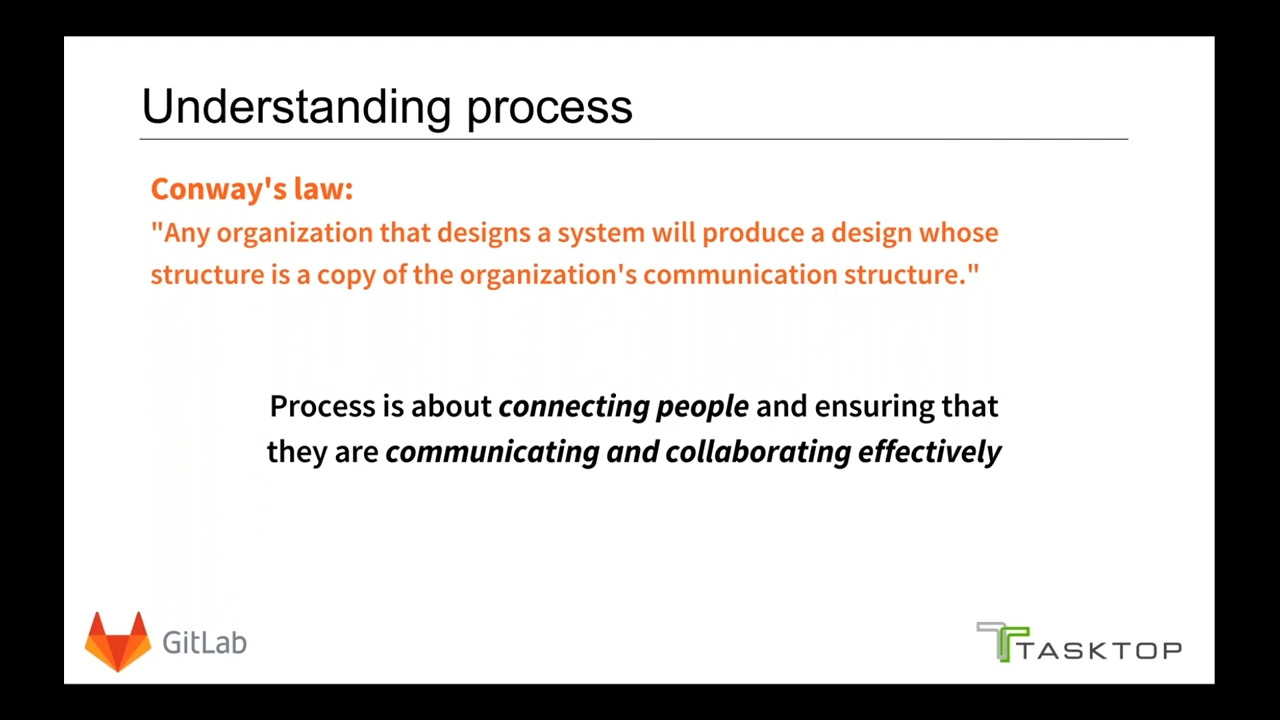 Understanding process
Conway's law:
"Any organization that designs a system will produce a design whose
structure is a copy of the organization's communication structure."
Process is about connecting people and ensuring that
they are communicating and collaborating effectively
GitLab
TASKTOP